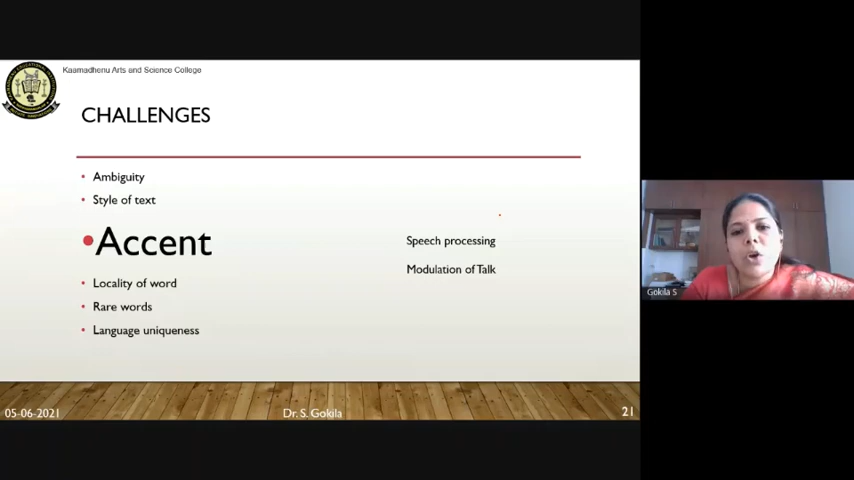 Kaamadhenu Arts and Science College
CHALLENGES
• Ambiguity
• Style of text
• Accent
• Locality of word
• Rare words
• Language uniqueness
Speech processing
Modulation of Talk
Gokila S
05-06-2021
Dr. S. Gokila
21